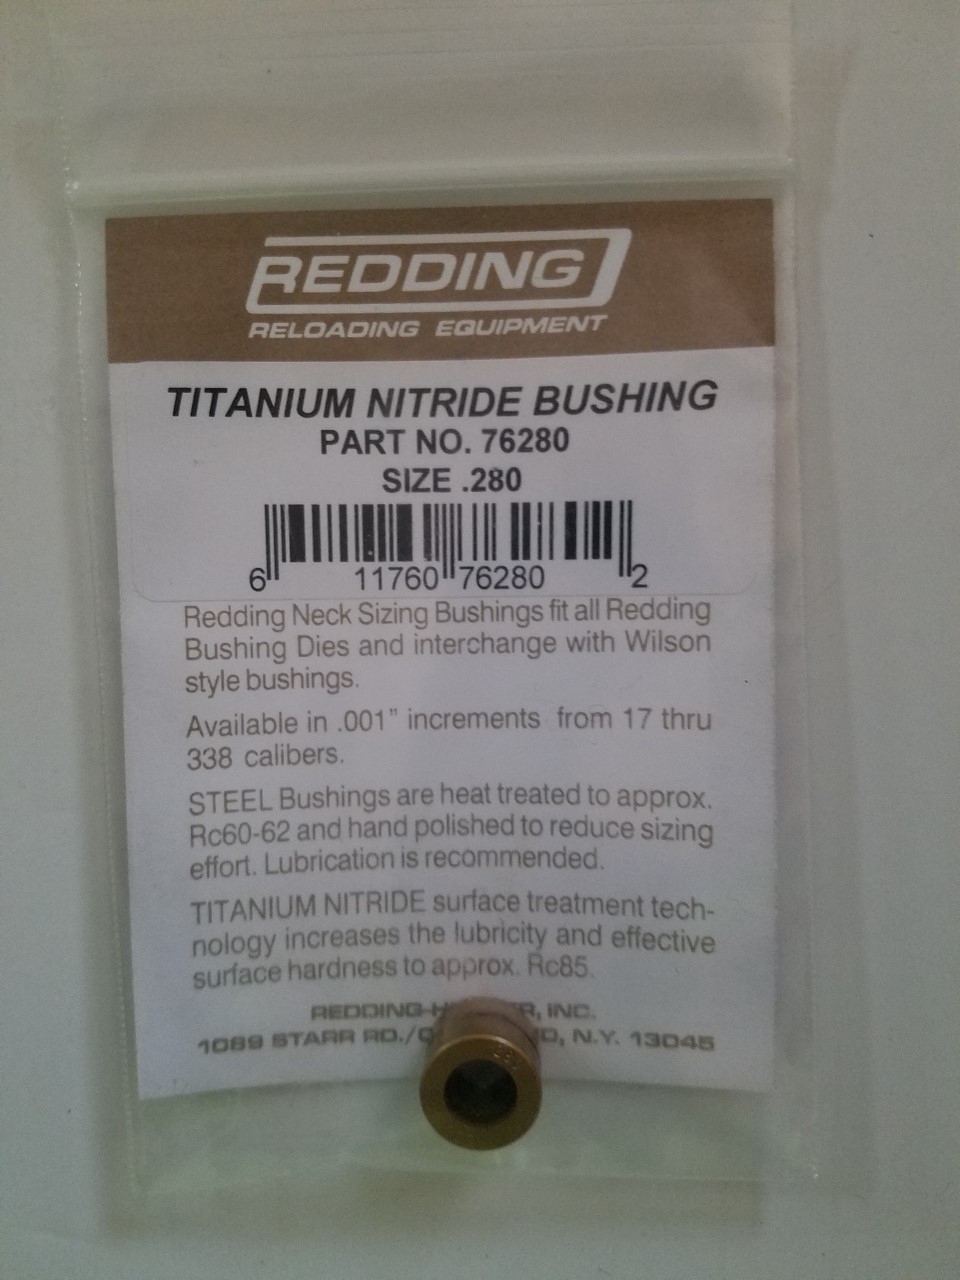 REDDING
RELOADING EQUIPMENT
TITANIUM NITRIDE BUSHING
PART NO. 76280
SIZE .280
6 11760 76280 2
Redding Neck Sizing Bushings fit all Redding
Bushing Dies and interchange with Wilson
style bushings.
Available in .001" increments from 17 thru
338 calibers.
STEEL Bushings are heat treated to approx.
Rc60-62 and hand polished to reduce sizing
effort. Lubrication is recommended.
TITANIUM NITRIDE surface treatment tech-
nology increases the lubricity and effective
surface hardness to approx. Rc85.
INC.
1089 STARR RD./ N.Y. 13045